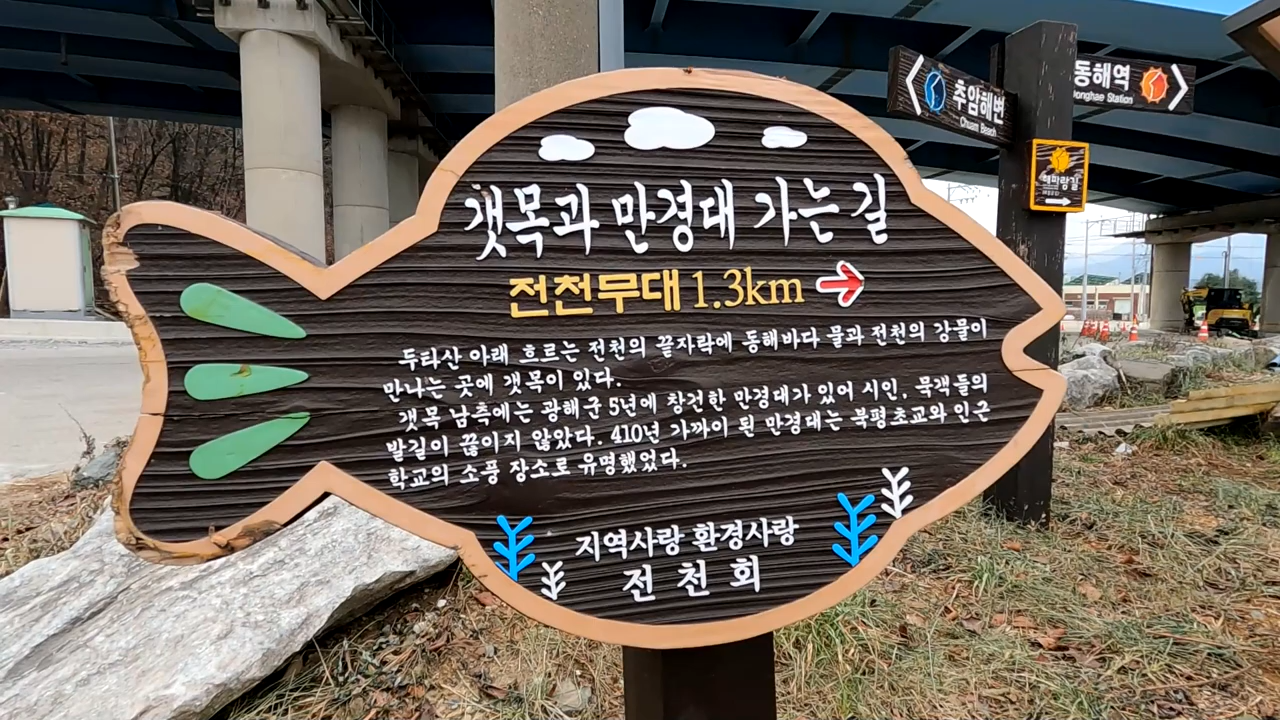 갯목과 만경대 가는 길
전천무대 1.3km
두타산 아래 흐르는 전천의 끝자락에 동해바다 물과 전천의 강물이
만나는 곳에 갯목이 있다.
갯목 남측에는 광해군 5년에 창건한 만경대가 있어 시인, 묵객들의
발길이 끊이지 않았다. 410년 가까이 된 만경대는 북평초교와 인근
학교의 소풍 장소로 유명했었다.
지역사랑 환경사랑
전천회
추암해변
Chuam Beach
동해역
Donghae Station
해파랑길